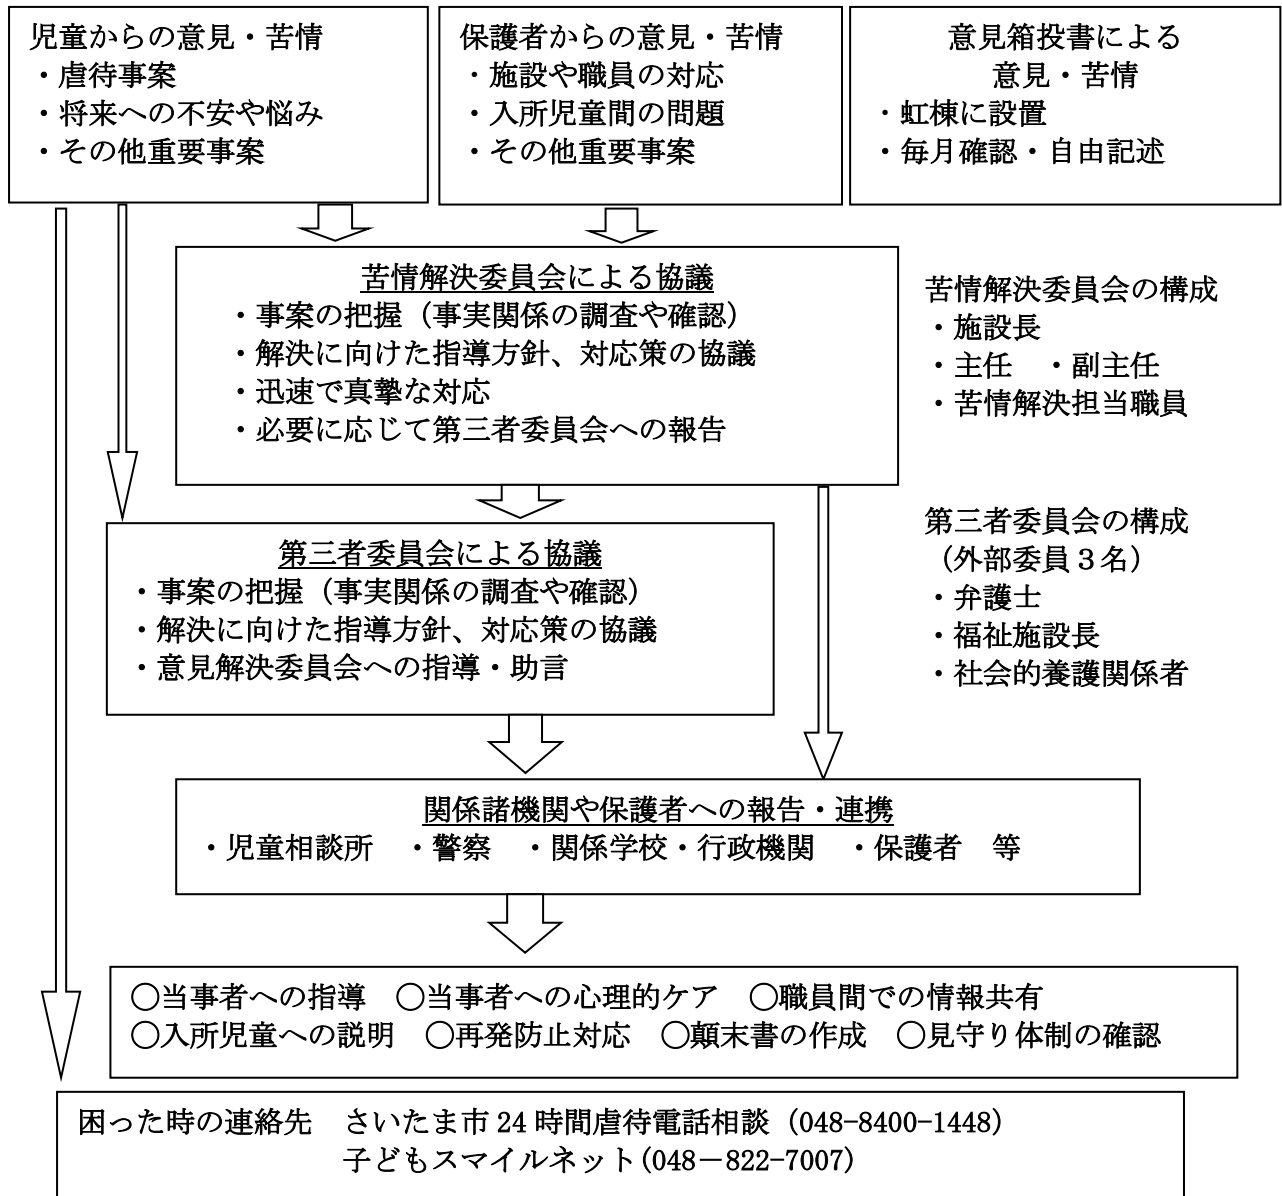 児童からの意見・苦情
・虐待事案
・将来への不安や悩み
・その他重要事案
保護者からの意見・苦情
・施設や職員の対応
・入所児童間の問題
・その他重要事案
意見箱投書による
意見・苦情
・虹棟に設置
・毎月確認・自由記述
苦情解決委員会による協議
・事案の把握（事実関係の調査や確認）
・解決に向けた指導方針、対応策の協議
・迅速で真摯な対応
・必要に応じて第三者委員会への報告
苦情解決委員会の構成
・施設長
・主任　・副主任
・苦情解決担当職員
第三者委員会による協議
・事案の把握（事実関係の調査や確認）
・解決に向けた指導方針、対応策の協議
・意見解決委員会への指導・助言
第三者委員会の構成
（外部委員３名）
・弁護士
・福祉施設長
・社会的養護関係者
関係諸機関や保護者への報告・連携
・児童相談所　・警察　・関係学校・行政機関　・保護者　等
〇当事者への指導　〇当事者への心理的ケア　〇職員間での情報共有
〇入所児童への説明　〇再発防止対応　〇顛末書の作成　〇見守り体制の確認
困った時の連絡先　さいたま市 24 時間虐待電話相談（048-8400-1448）
子どもスマイルネット(048－822-7007)